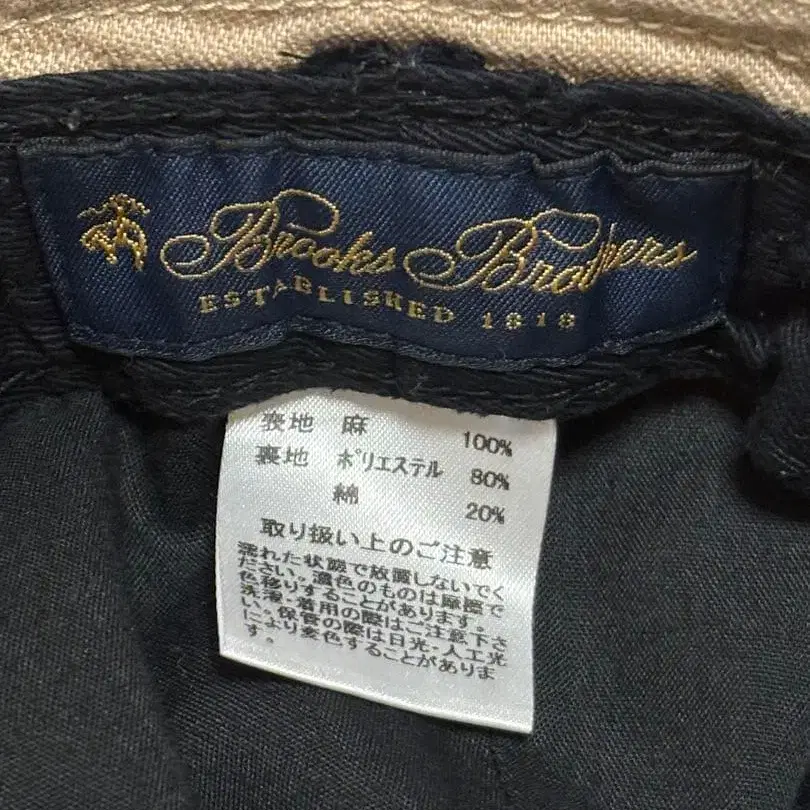 Brooks Brothers
ESTABLISHED 1818
表地 麻 100%
裏地 ポリエステル 80%
綿 20%
取り扱い上のご注意
濡れた状態で放置しないでく
ださい。濃色のものは摩擦で
色移りすることがあります。
洗濯・着用の際はご注意下さ
い。保管の際は日光・人工光
により変色することがありま
す。